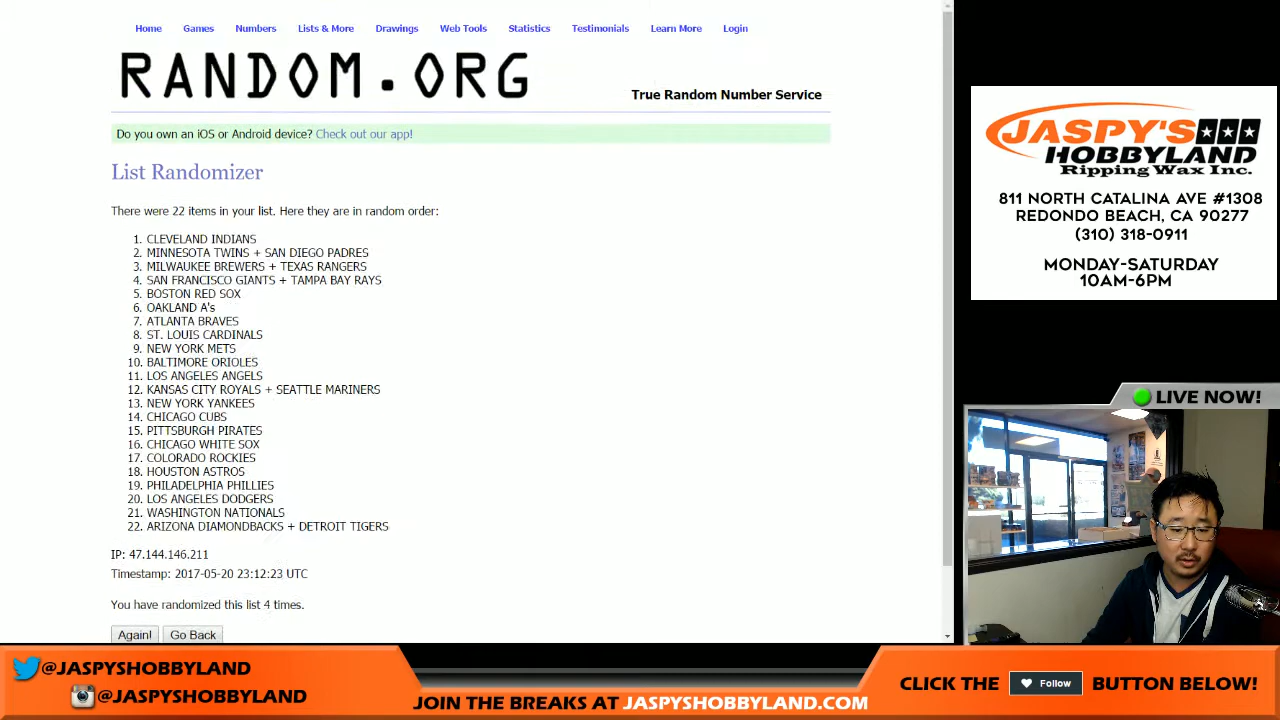 Home Games Numbers Lists & More Drawings Web Tools Statistics Testimonials Learn More Login
RANDOM.ORG
True Random Number Service
Do you own an iOS or Android device? Check out our app!
List Randomizer
There were 22 items in your list. Here they are in random order:
1. CLEVELAND INDIANS
2. MINNESOTA TWINS + SAN DIEGO PADRES
3. MILWAUKEE BREWERS + TEXAS RANGERS
4. SAN FRANCISCO GIANTS + TAMPA BAY RAYS
5. BOSTON RED SOX
6. OAKLAND A's
7. ATLANTA BRAVES
8. ST. LOUIS CARDINALS
9. NEW YORK METS
10. BALTIMORE ORIOLES
11. LOS ANGELES ANGELS
12. KANSAS CITY ROYALS + SEATTLE MARINERS
13. NEW YORK YANKEES
14. CHICAGO CUBS
15. PITTSBURGH PIRATES
16. CHICAGO WHITE SOX
17. COLORADO ROCKIES
18. HOUSTON ASTROS
19. PHILADELPHIA PHILLIES
20. LOS ANGELES DODGERS
21. WASHINGTON NATIONALS
22. ARIZONA DIAMONDBACKS + DETROIT TIGERS
IP: 47.144.146.211
Timestamp: 2017-05-20 23:12:23 UTC
You have randomized this list 4 times.
Again! Go Back
JASPY'S
HOBBYLAND
Ripping Wax Inc.
811 NORTH CATALINA AVE #1308
REDONDO BEACH, CA 90277
(310) 318-0911
MONDAY-SATURDAY
10AM-6PM
LIVE NOW!
@JASPYSHOBBYLAND
@JASPYSHOBBYLAND
JOIN THE BREAKS AT JASPYSHOBBYLAND.COM
CLICK THE Follow BUTTON BELOW!